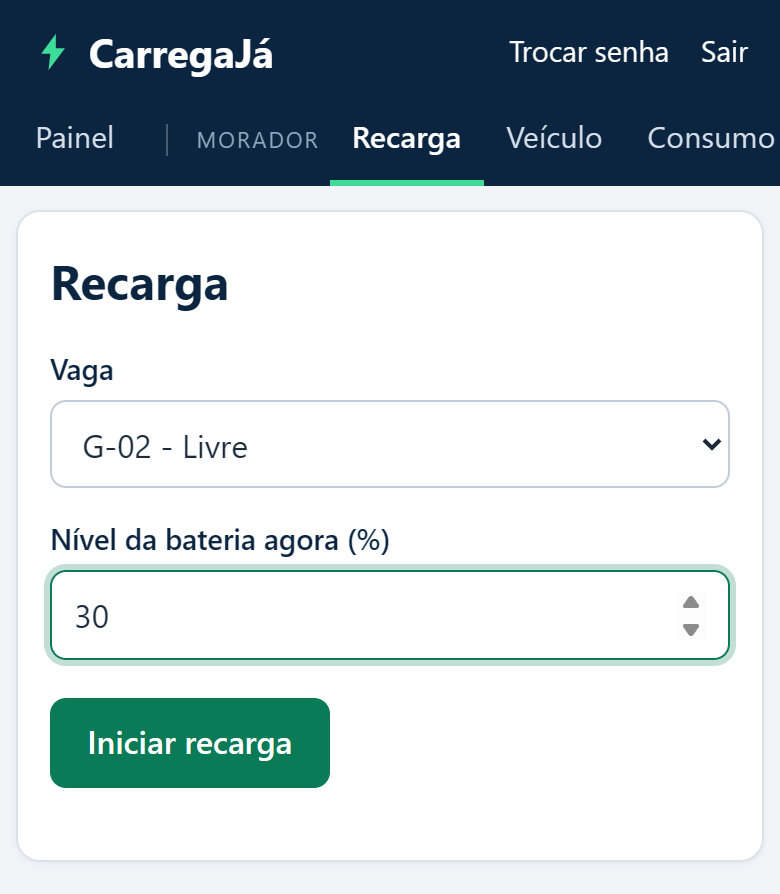 CarregaJá
Trocar senha Sair
Painel MORADOR Recarga Veículo Consumo
Recarga
Vaga
G-02 - Livre
Nível da bateria agora (%)
30
Iniciar recarga